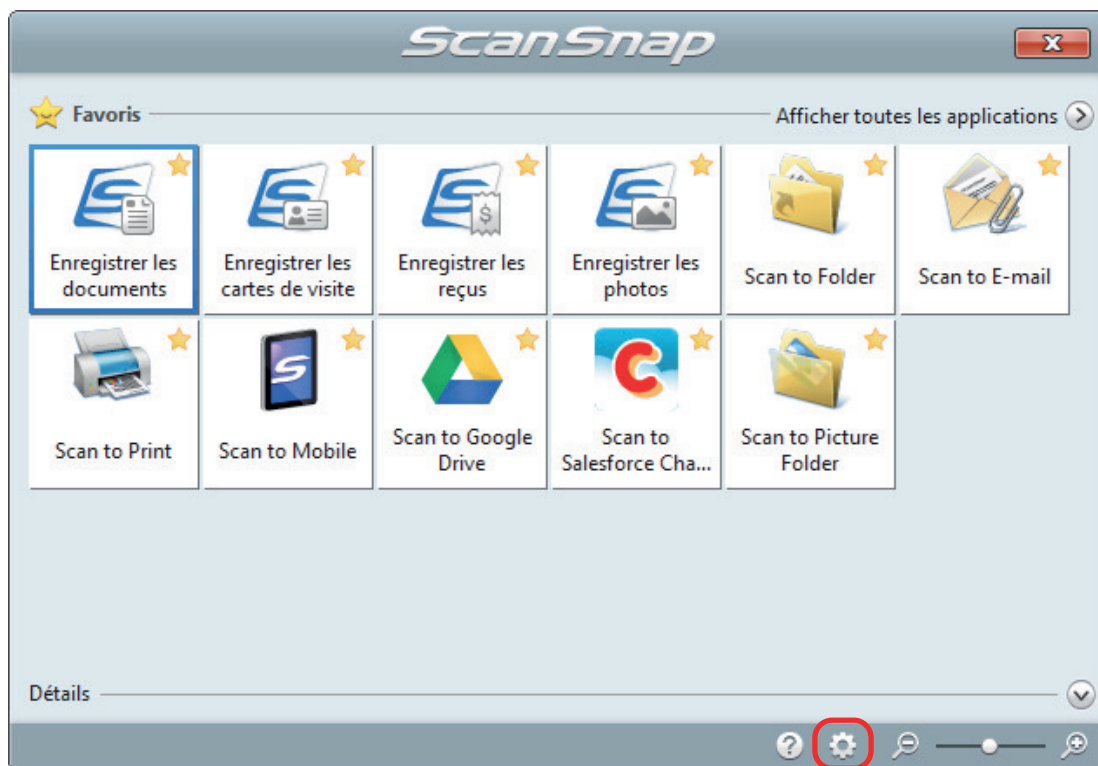 ScanSnap
Favoris
Afficher toutes les applications
Enregistrer les
documents
Enregistrer les
cartes de visite
Enregistrer les
reçus
Enregistrer les
photos
Scan to Folder
Scan to E-mail
Scan to Print
Scan to Mobile
Scan to Google
Drive
Scan to
Salesforce Cha...
Scan to Picture
Folder
Détails